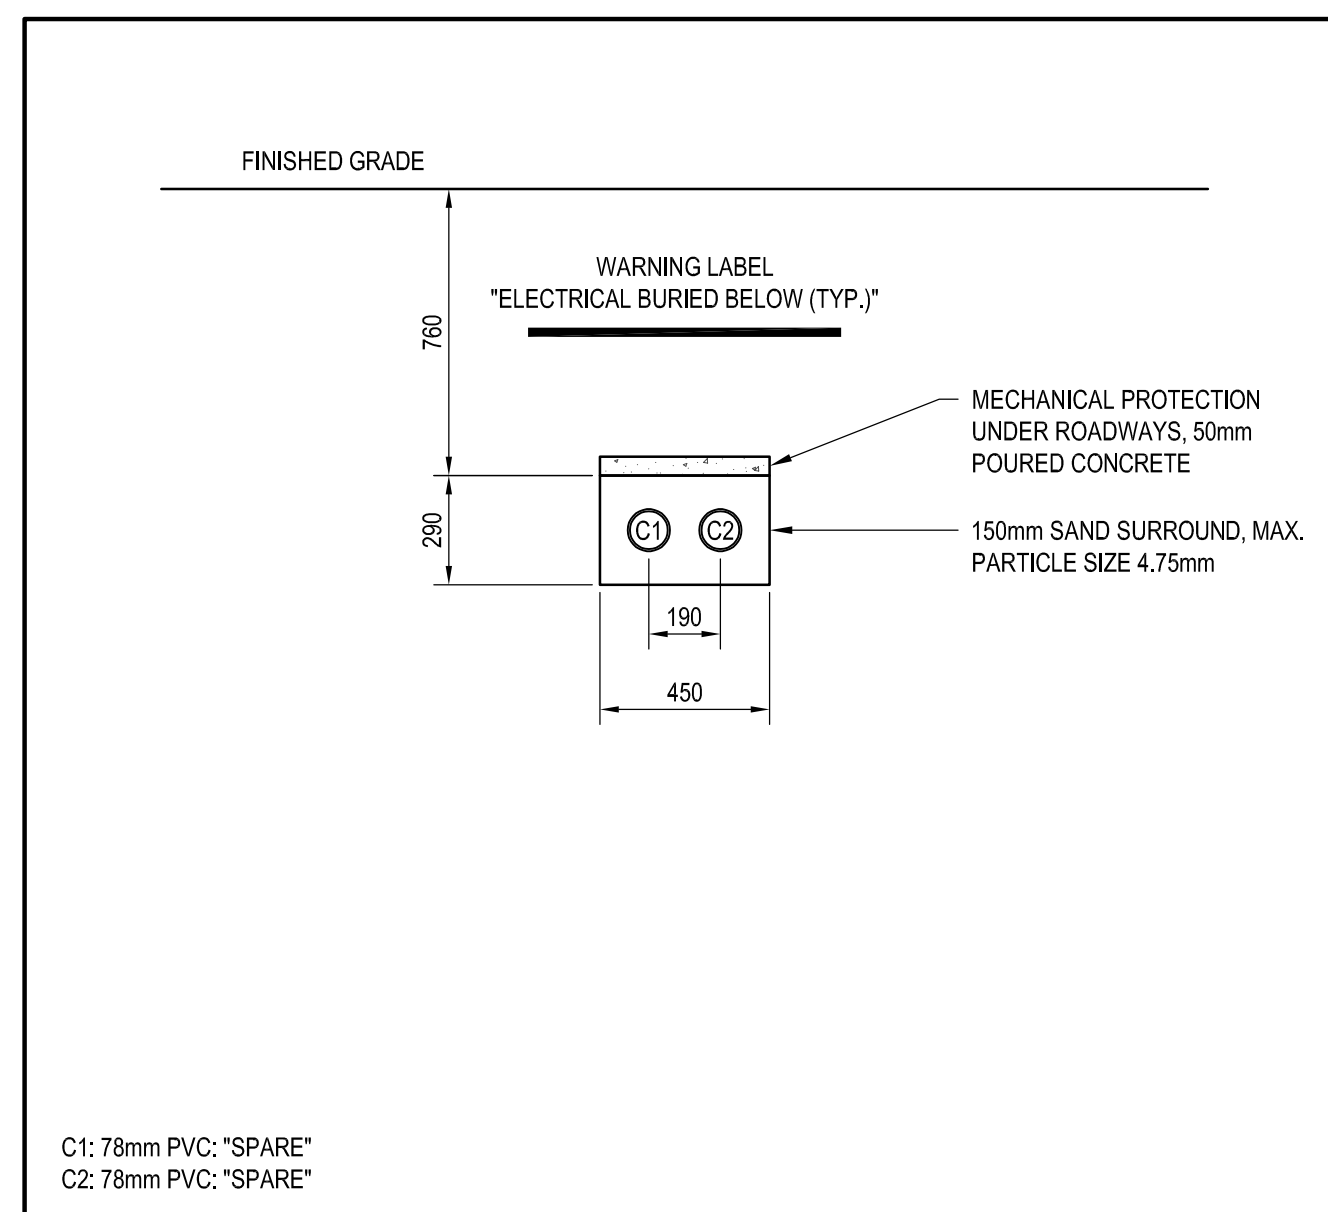 FINISHED GRADE
WARNING LABEL
"ELECTRICAL BURIED BELOW (TYP.)"
760
MECHANICAL PROTECTION
UNDER ROADWAYS, 50mm
POURED CONCRETE
290
C1
C2
150mm SAND SURROUND, MAX.
PARTICLE SIZE 4.75mm
190
450
C1: 78mm PVC: "SPARE"
C2: 78mm PVC: "SPARE"